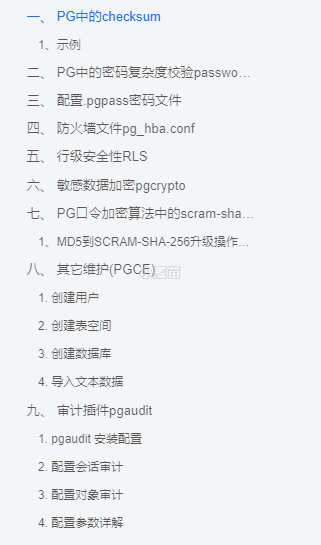 一、 PG中的checksum
1、示例
二、 PG中的密码复杂度校验passwo…
三、 配置.pgpass密码文件
四、 防火墙文件pg_hba.conf
五、 行级安全性RLS
六、 敏感数据加密pgcrypto
七、 PG口令加密算法中的scram-sha…
1、MD5到SCRAM-SHA-256升级操作…
八、 其它维护(PGCE)
1. 创建用户
2. 创建表空间
3. 创建数据库
4. 导入文本数据
九、 审计插件pgaudit
1. pgaudit 安装配置
2. 配置会话审计
3. 配置对象审计
4. 配置参数详解